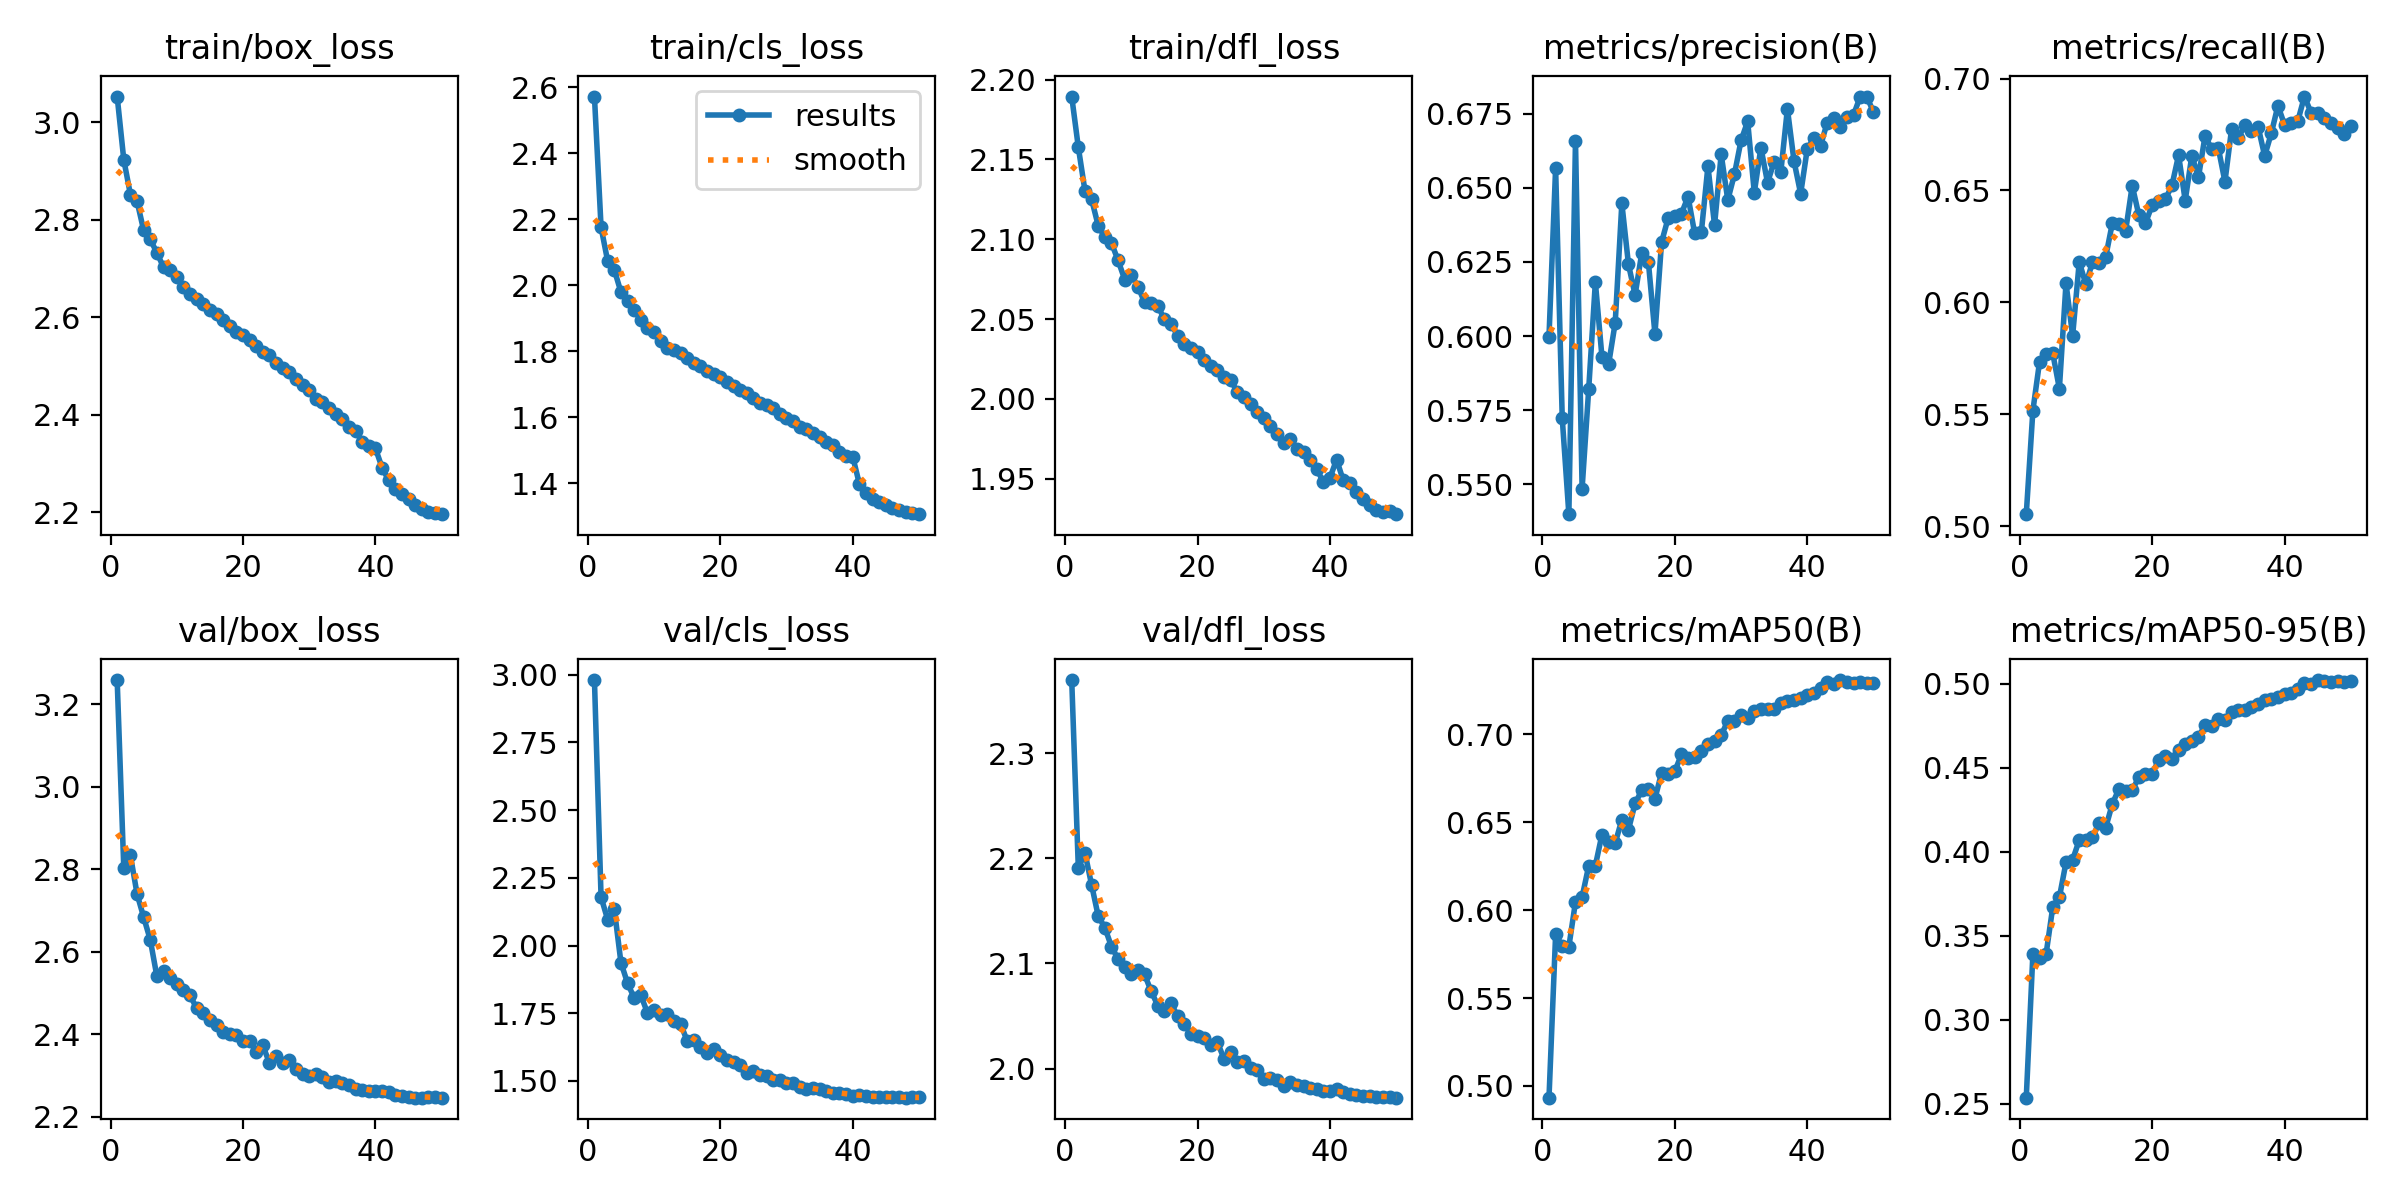 train/box_loss
3.0
2.8
2.6
2.4
2.2
0 20 40
train/cls_loss
2.6
2.4
2.2
2.0
1.8
1.6
1.4
0 20 40
results
smooth
train/dfl_loss
2.20
2.15
2.10
2.05
2.00
1.95
0 20 40
metrics/precision(B)
0.675
0.650
0.625
0.600
0.575
0.550
0 20 40
metrics/recall(B)
0.70
0.65
0.60
0.55
0.50
0 20 40
val/box_loss
3.2
3.0
2.8
2.6
2.4
2.2
0 20 40
val/cls_loss
3.00
2.75
2.50
2.25
2.00
1.75
1.50
0 20 40
val/dfl_loss
2.3
2.2
2.1
2.0
0 20 40
metrics/mAP50(B)
0.70
0.65
0.60
0.55
0.50
0 20 40
metrics/mAP50-95(B)
0.50
0.45
0.40
0.35
0.30
0.25
0 20 40